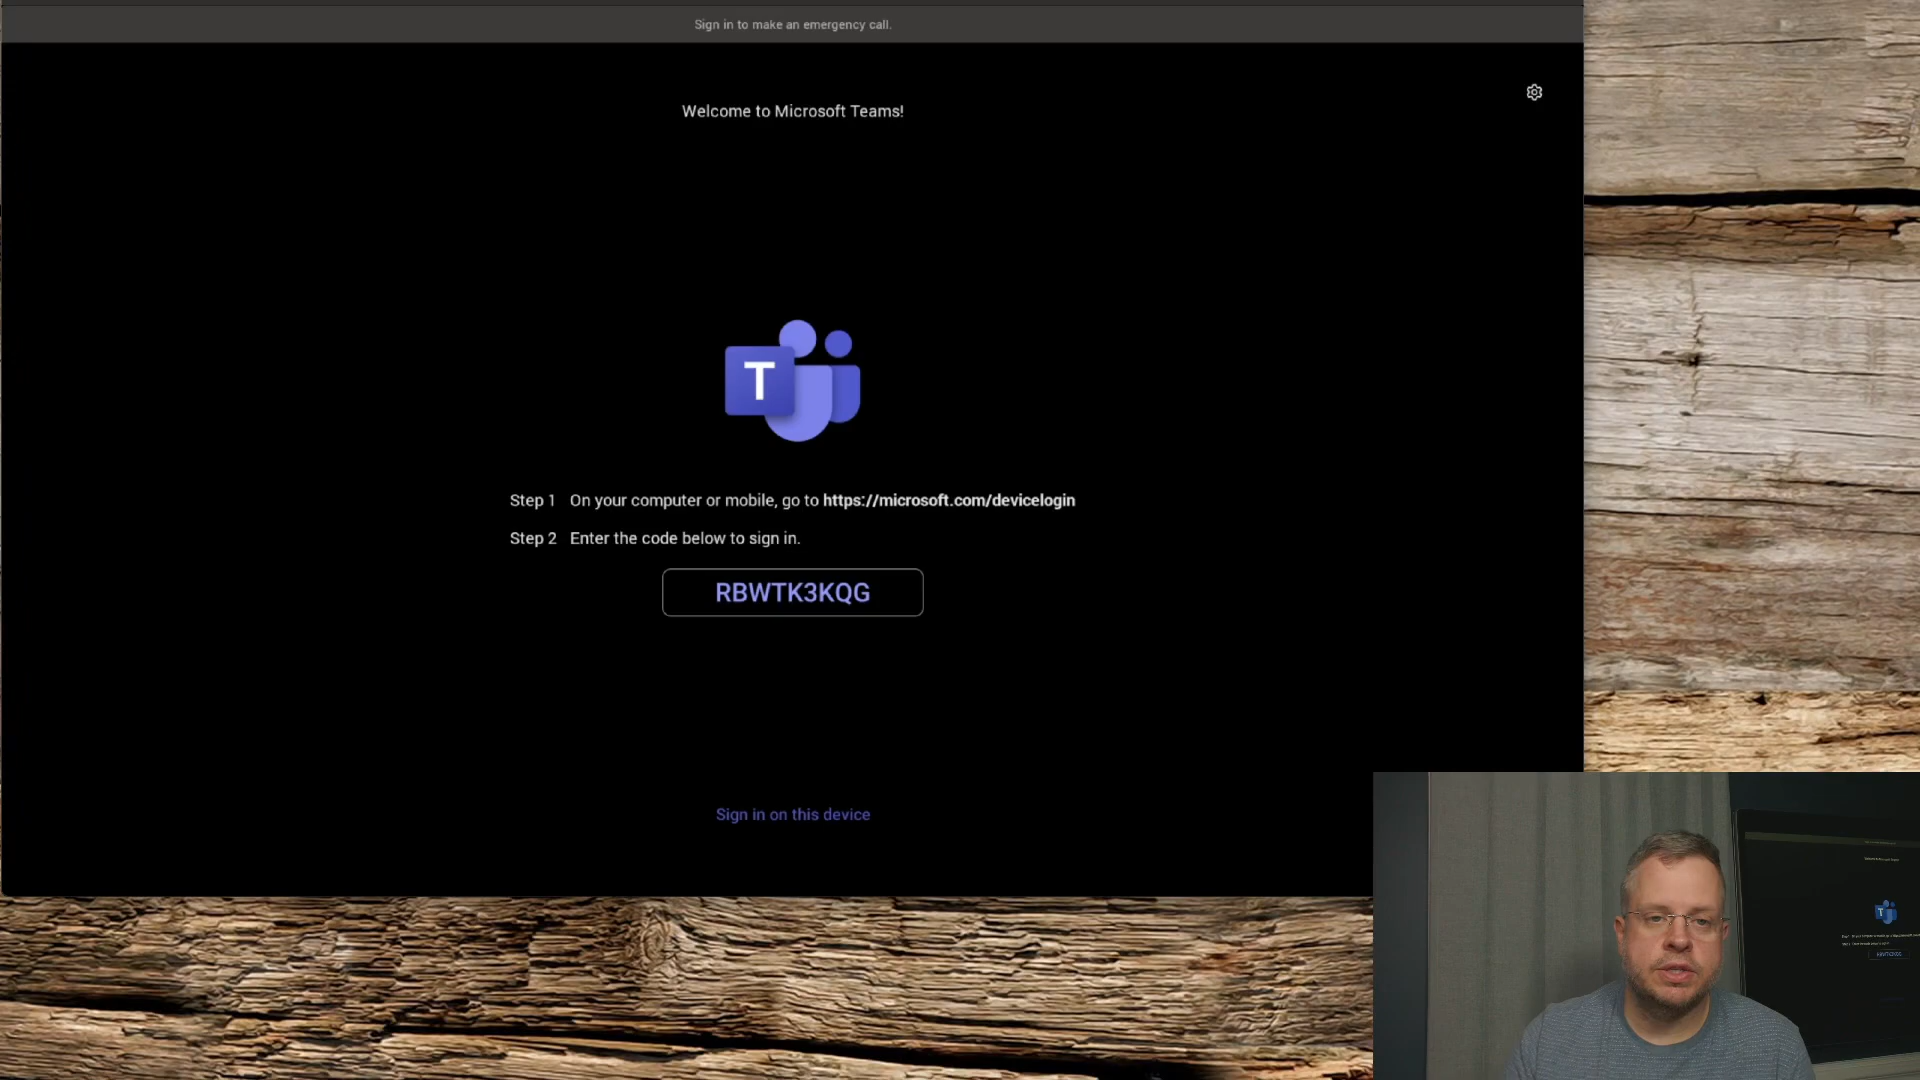 Sign in to make an emergency call.
Welcome to Microsoft Teams!
T
Step 1 On your computer or mobile, go to https://microsoft.com/devicelogin
Step 2 Enter the code below to sign in.
RBWTK3KQG
Sign in on this device
T